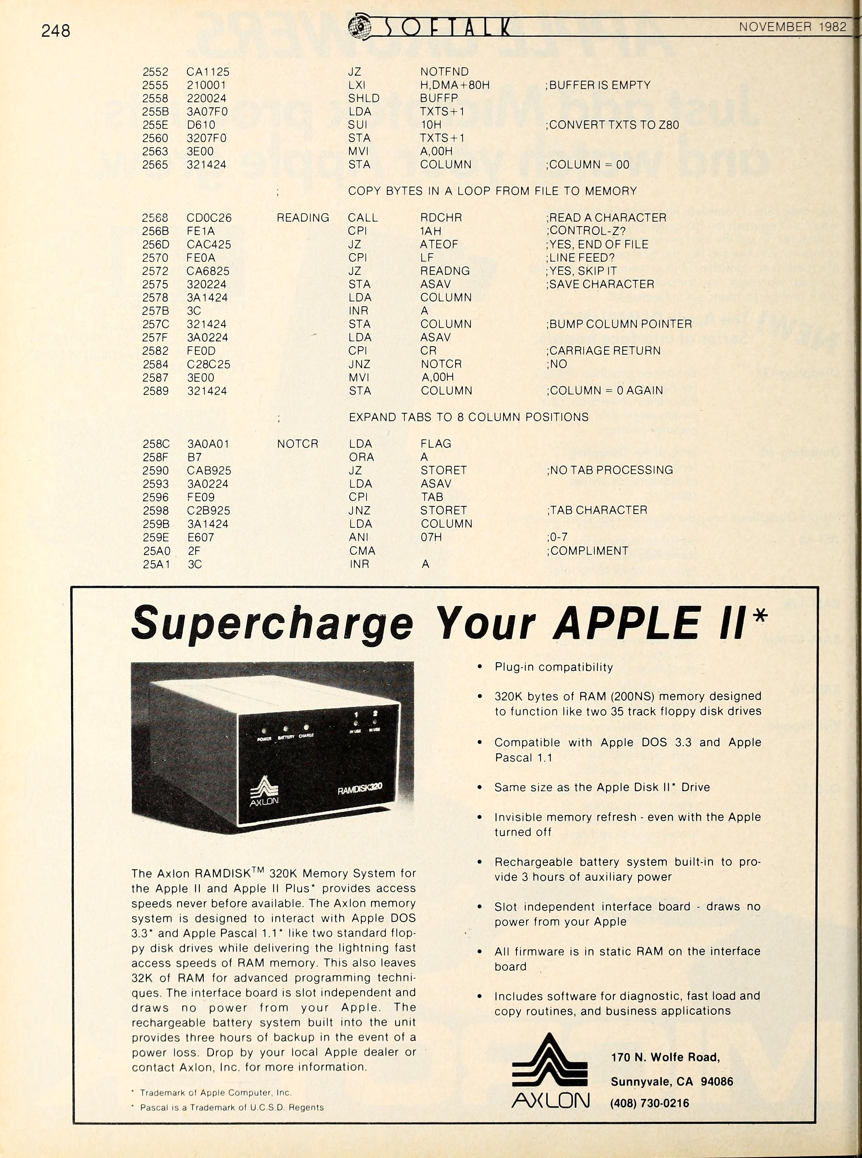 248
SOFTALK
NOVEMBER 1982
2552 CA1125 JZ NOTFND
2555 210001 LXI H,DMA+80H ;BUFFER IS EMPTY
2558 220024 SHLD BUFFP
255B 3A07F0 LDA TXTS+1
255E D610 SUI 10H ;CONVERT TXTS TO Z80
2560 3207F0 STA TXTS+1
2563 3E00 MVI A,00H
2565 321424 STA COLUMN ;COLUMN = 00
; COPY BYTES IN A LOOP FROM FILE TO MEMORY
2568 CD0C26 READING CALL RDCHR ;READ A CHARACTER
256B FE1A CPI 1AH ;CONTROL-Z?
256D CAC425 JZ ATEOF ;YES, END OF FILE
2570 FE0A CPI LF ;LINE FEED?
2572 CA6825 JZ READNG ;YES, SKIP IT
2575 320224 STA ASAV ;SAVE CHARACTER
2578 3A1424 LDA COLUMN
257B 3C INR A
257C 321424 STA COLUMN ;BUMP COLUMN POINTER
257F 3A0224 LDA ASAV
2582 FE0D CPI CR ;CARRIAGE RETURN
2584 C28C25 JNZ NOTCR ;NO
2587 3E00 MVI A,00H
2589 321424 STA COLUMN ;COLUMN = 0 AGAIN
; EXPAND TABS TO 8 COLUMN POSITIONS
258C 3A0A01 NOTCR LDA FLAG
258F B7 ORA A
2590 CAB925 JZ STORET ;NO TAB PROCESSING
2593 3A0224 LDA ASAV
2596 FE09 CPI TAB
2598 C2B925 JNZ STORET ;TAB CHARACTER
259B 3A1424 LDA COLUMN
259E E607 ANI 07H ;0-7
25A0 2F CMA ;COMPLIMENT
25A1 3C INR A
Supercharge Your APPLE II*
POWER BATTERY CHARGE
1 2
IN USE IN USE
AXLON
RAMDISK320
The Axlon RAMDISK™ 320K Memory System for
the Apple II and Apple II Plus* provides access
speeds never before available. The Axlon memory
system is designed to interact with Apple DOS
3.3* and Apple Pascal 1.1* like two standard flop-
py disk drives while delivering the lightning fast
access speeds of RAM memory. This also leaves
32K of RAM for advanced programming techni-
ques. The interface board is slot independent and
draws no power from your Apple. The
rechargeable battery system built into the unit
provides three hours of backup in the event of a
power loss. Drop by your local Apple dealer or
contact Axlon, Inc. for more information.
* Trademark of Apple Computer, Inc.
* Pascal is a Trademark of U.C.S.D. Regents
• Plug-in compatibility
• 320K bytes of RAM (200NS) memory designed
to function like two 35 track floppy disk drives
• Compatible with Apple DOS 3.3 and Apple
Pascal 1.1
• Same size as the Apple Disk II* Drive
• Invisible memory refresh - even with the Apple
turned off
• Rechargeable battery system built-in to pro-
vide 3 hours of auxiliary power
• Slot independent interface board - draws no
power from your Apple
• All firmware is in static RAM on the interface
board
• Includes software for diagnostic, fast load and
copy routines, and business applications
AXLON
170 N. Wolfe Road,
Sunnyvale, CA 94086
(408) 730-0216